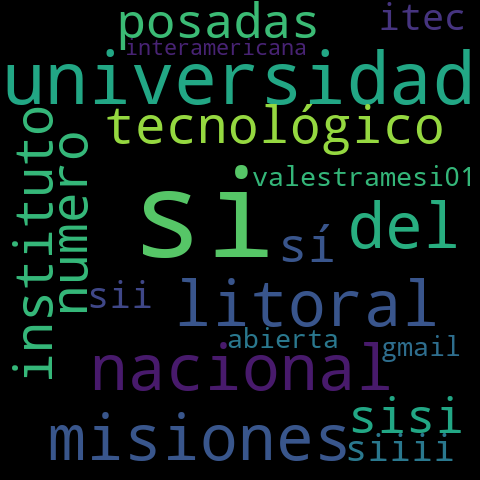 posadas
itec
interamericana
universidad
tecnológico
instituto
numero
valestramesi01
si
sí
del
sii
litoral
abierta
gmail
nacional
misiones
sisi
siiii